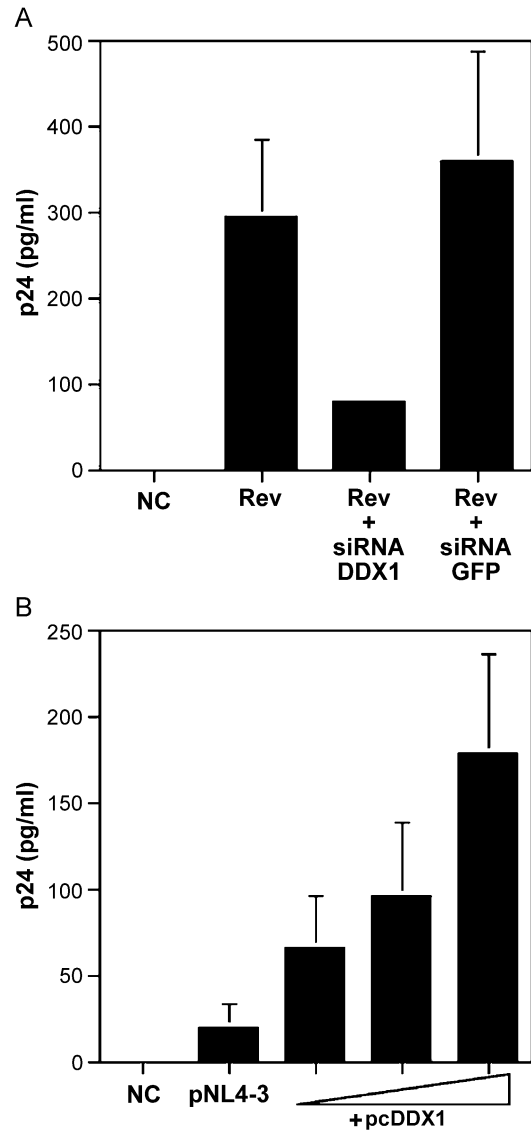 A
500
400
300
200
100
0
p24 (pg/ml)
NC
Rev
Rev
+
siRNA
DDX1
Rev
+
siRNA
GFP
B
250
200
150
100
50
0
p24 (pg/ml)
NC
pNL4-3
+pcDDX1